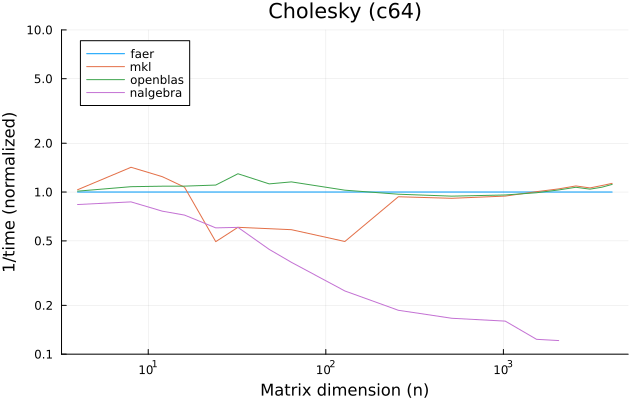 Cholesky (c64)
10.0
5.0
2.0
1.0
0.5
0.2
0.1
1/time (normalized)
faer
mkl
openblas
nalgebra
10¹
10²
10³
Matrix dimension (n)